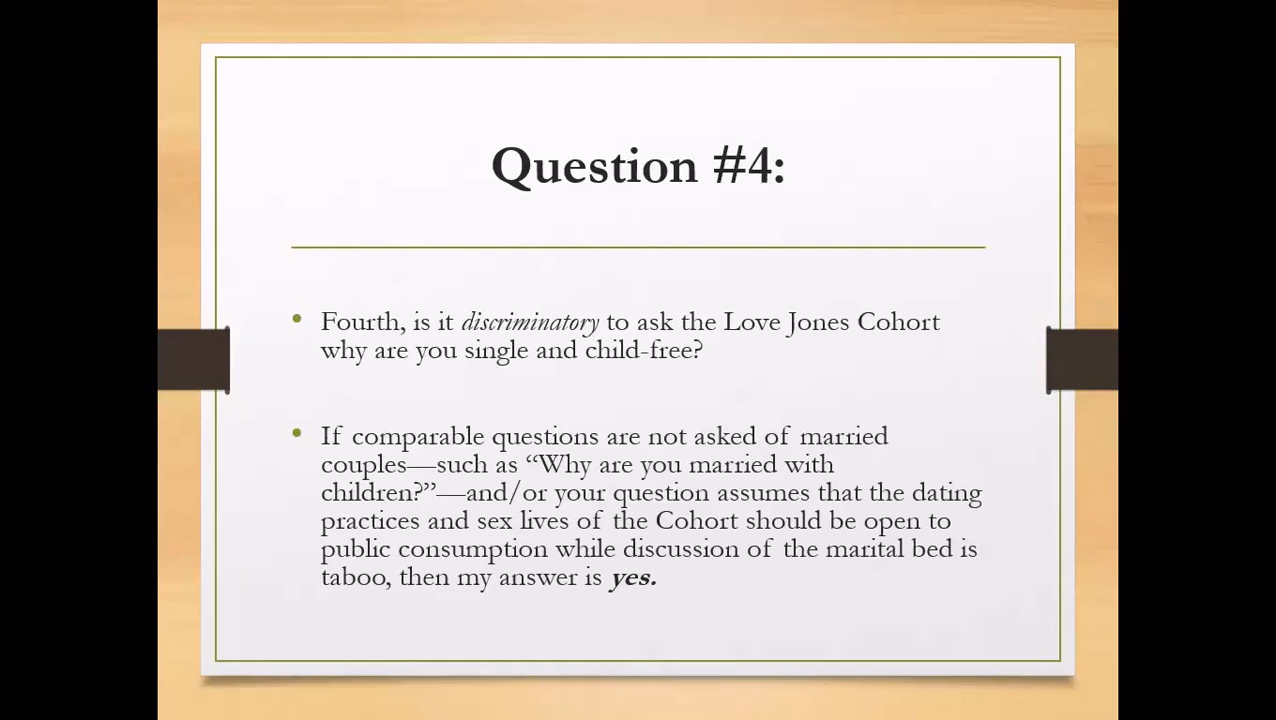 Question #4:
• Fourth, is it discriminatory to ask the Love Jones Cohort
why are you single and child-free?
• If comparable questions are not asked of married
couples—such as “Why are you married with
children?”—and/or your question assumes that the dating
practices and sex lives of the Cohort should be open to
public consumption while discussion of the marital bed is
taboo, then my answer is yes.